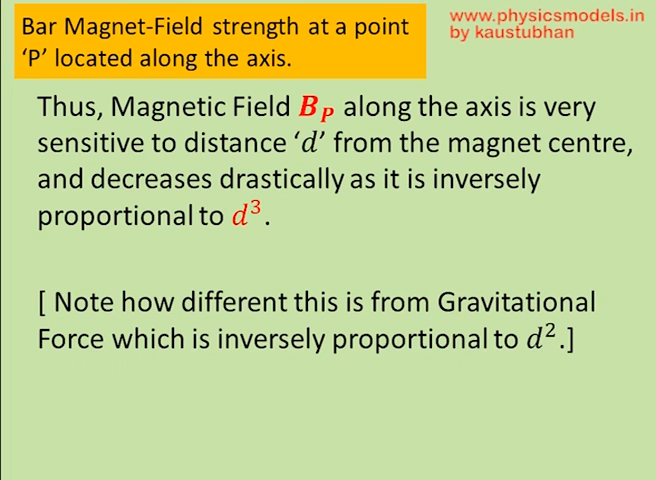 Bar Magnet-Field strength at a point
‘P’ located along the axis.
www.physicsmodels.in
by kaustubhan
Thus, Magnetic Field B_P along the axis is very
sensitive to distance ‘d’ from the magnet centre,
and decreases drastically as it is inversely
proportional to d³.
[ Note how different this is from Gravitational
Force which is inversely proportional to d².]